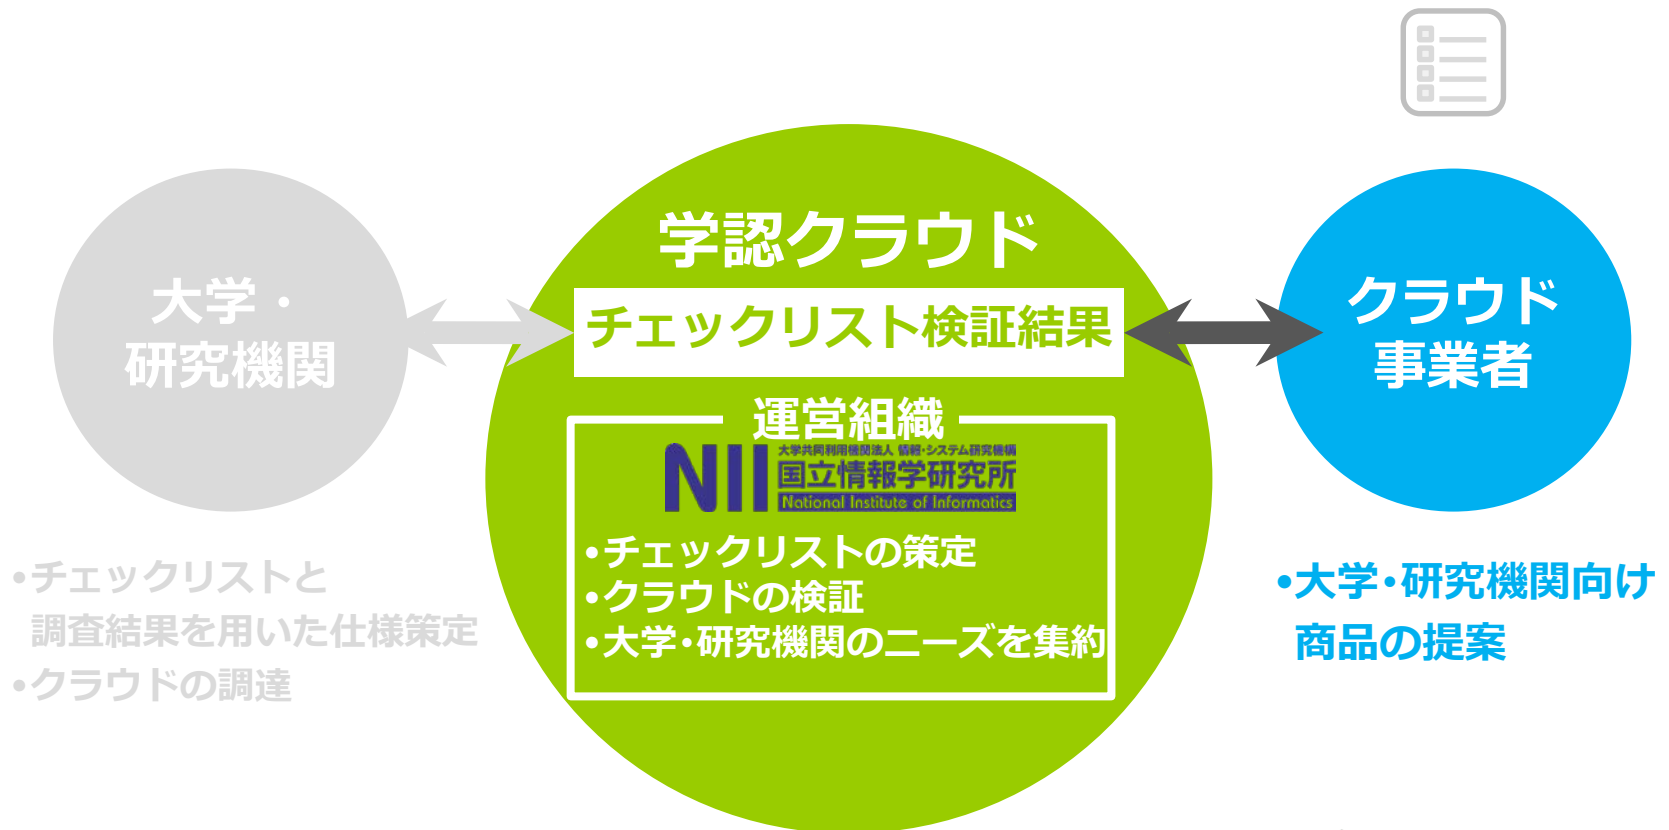 学認クラウド
チェックリスト検証結果
大学・
研究機関
クラウド
事業者
運営組織
NII
大学共同利用機関法人 情報・システム研究機構
国立情報学研究所
National Institute of Informatics
•チェックリストの策定
•クラウドの検証
•大学・研究機関のニーズを集約
•チェックリストと
調査結果を用いた仕様策定
•クラウドの調達
•大学・研究機関向け
商品の提案